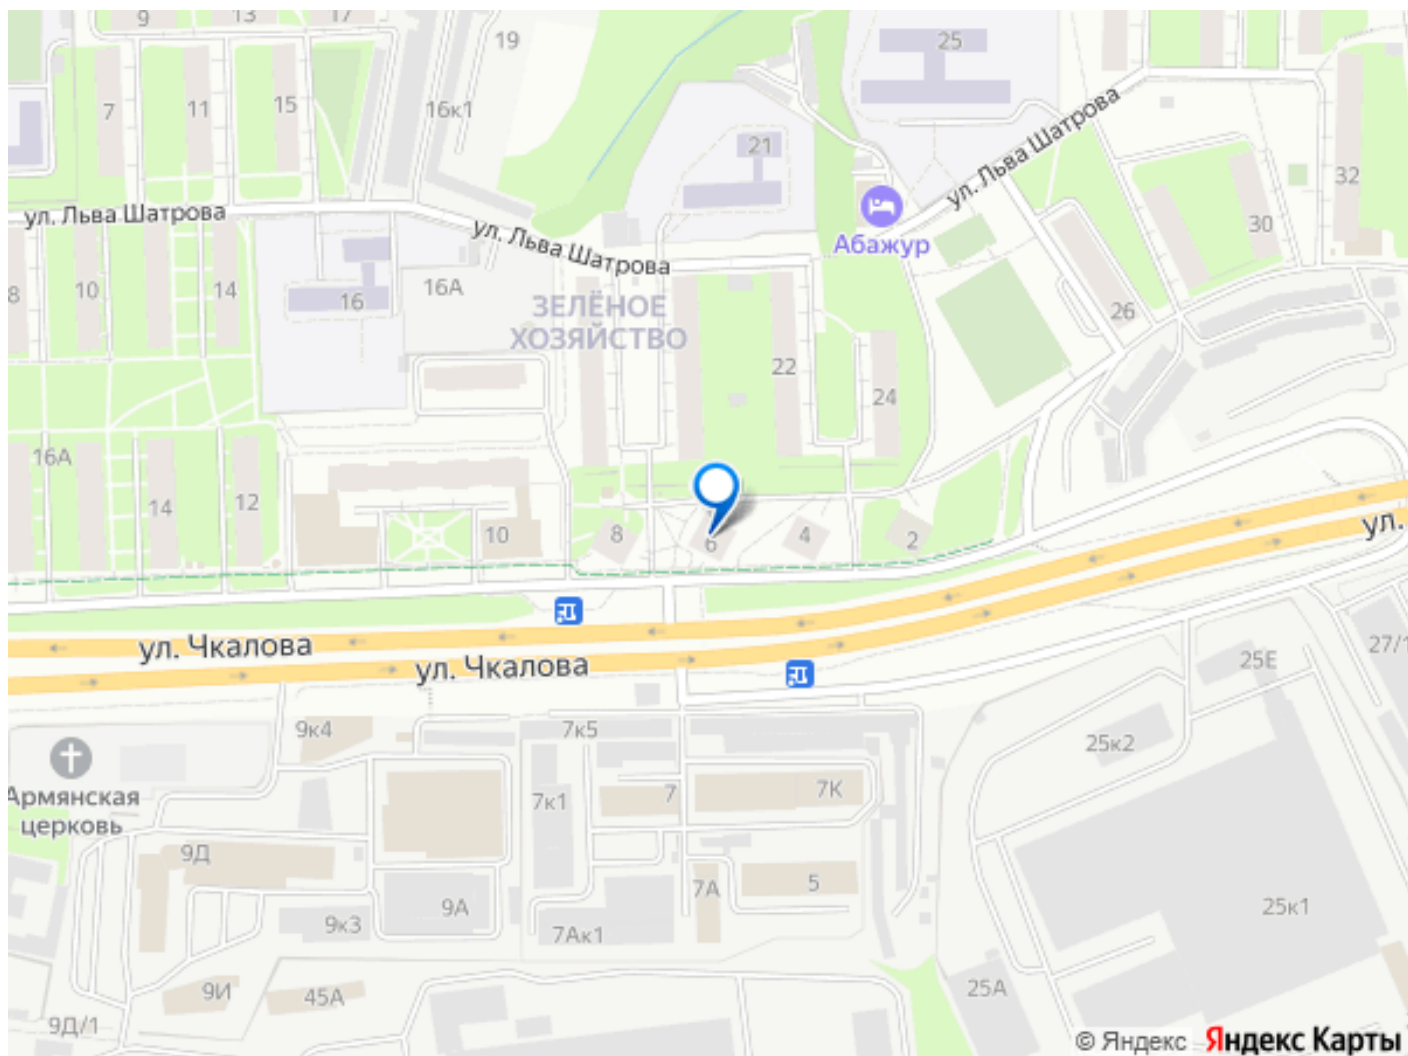 9
13
17
19
25
7
11
15
16к1
21
ул. Льва Шатрова
32
ул. Льва Шатрова
ул. Льва Шатрова
Абажур
30
8
10
14
16
16А
ЗЕЛЁНОЕ
ХОЗЯЙСТВО
26
22
24
16А
14
12
10
8
6
4
2
ул.
ул. Чкалова
ул. Чкалова
27/1
25Е
9к4
7к5
25к2
Армянская
церковь
7к1
7
7К
9Д
5
7А
9А
9к3
7Ак1
25к1
9И
45А
25А
9Д/1
© Яндекс Яндекс Карты